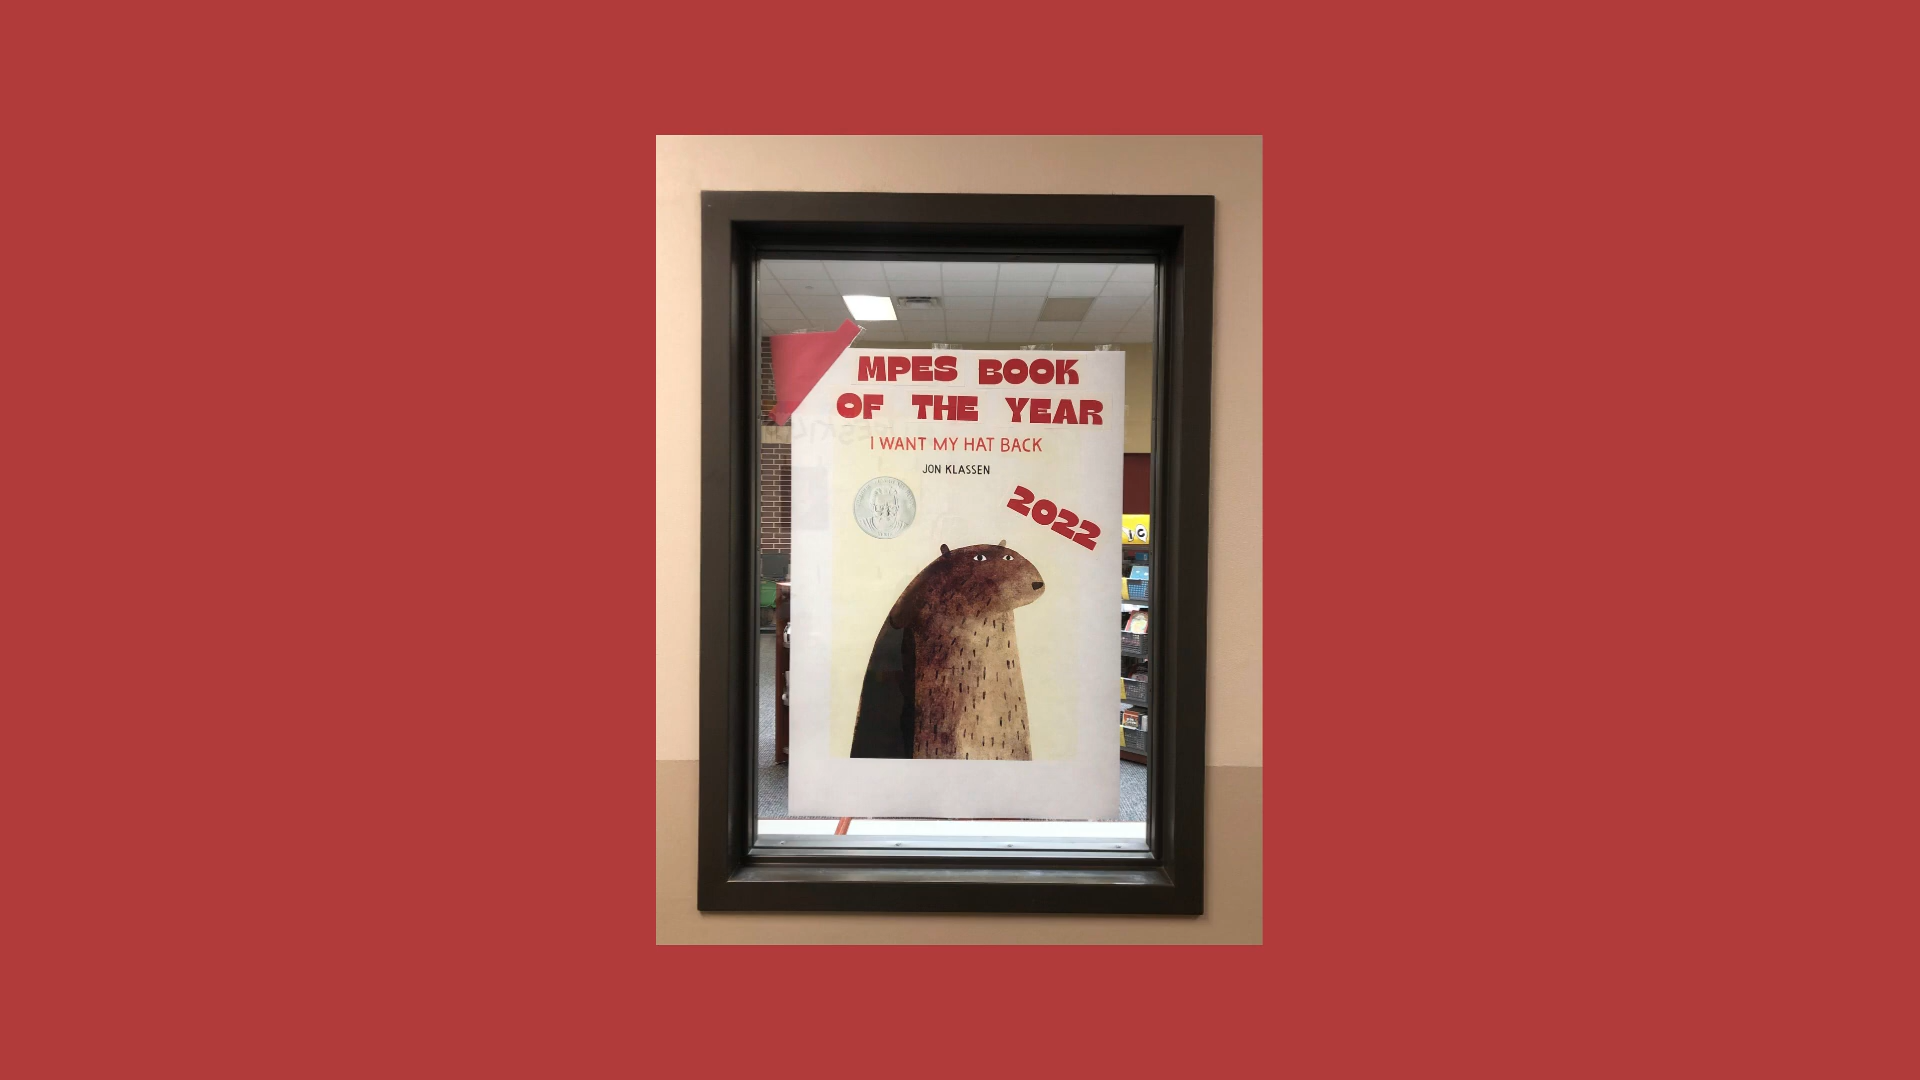 MPES BOOK
OF THE YEAR
I WANT MY HAT BACK
JON KLASSEN
2022